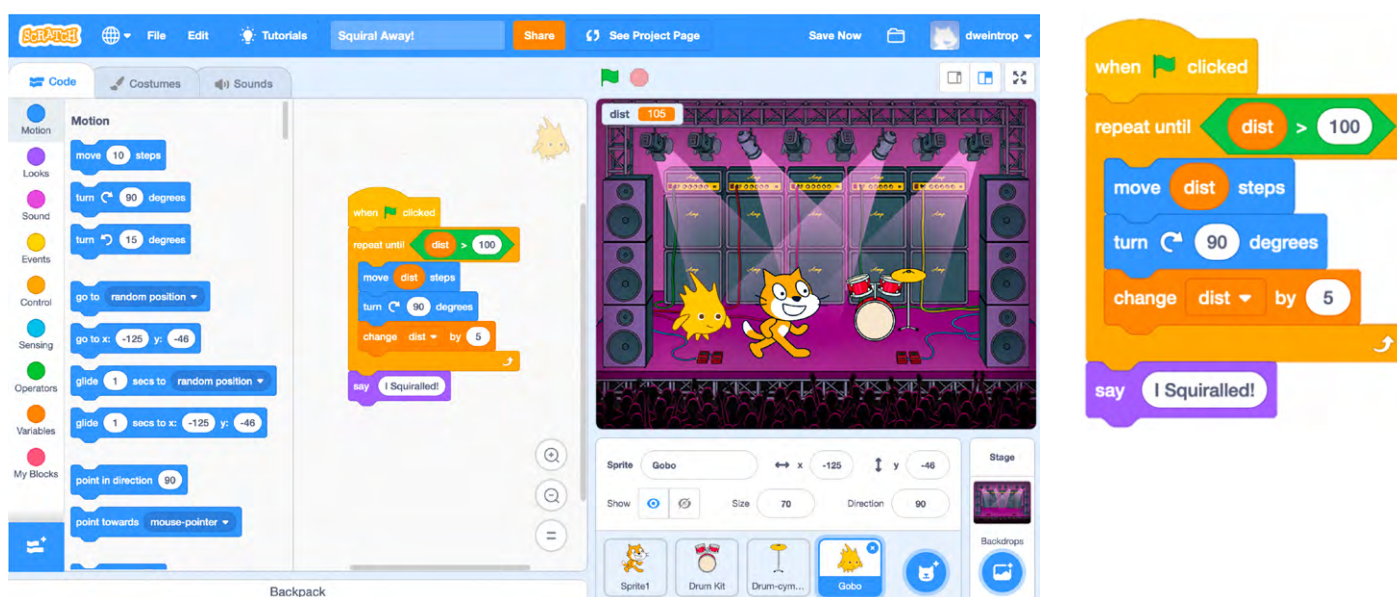 SCRATCH File Edit Tutorials Squiral Away! Share See Project Page Save Now dweintrop
Code Costumes Sounds
Motion
Looks
Sound
Events
Control
Sensing
Operators
Variables
My Blocks
Motion
move 10 steps
turn 90 degrees
turn 15 degrees
go to random position
go to x: -125 y: -46
glide 1 secs to random position
glide 1 secs to x: -125 y: -46
point in direction 90
point towards mouse-pointer
when clicked
repeat until dist > 100
move dist steps
turn 90 degrees
change dist by 5
say I Squiralled!
Backpack
dist 105
Sprite Gobo x -125 y -46
Show Size 70 Direction 90
Sprite1 Drum Kit Drum-cym... Gobo
Stage
Backdrops
when clicked
repeat until dist > 100
move dist steps
turn 90 degrees
change dist by 5
say I Squiralled!